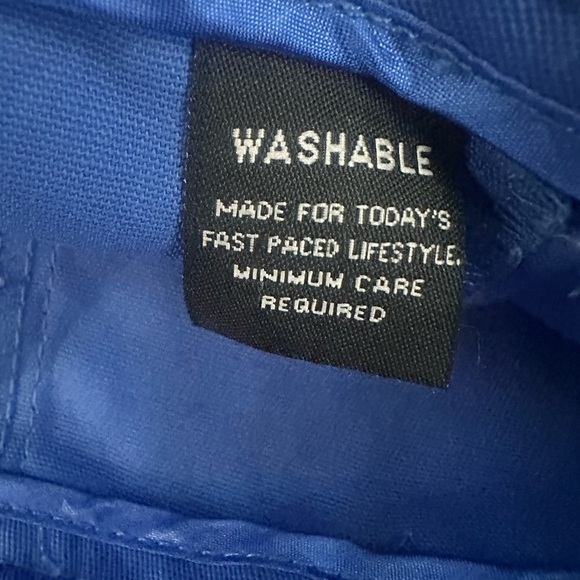 WASHABLE
MADE FOR TODAY'S
FAST PACED LIFESTYLE.
MINIMUM CARE
REQUIRED